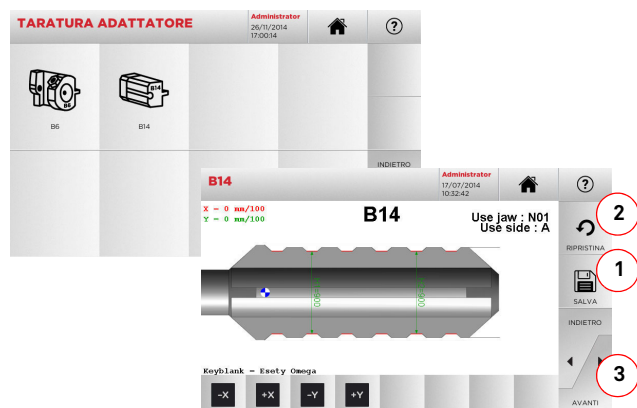 TARATURA ADATTATORE
Administrator
26/11/2014
17:00:14
?
B6
B14
B6
B14
INDIETRO
B14
Administrator
17/07/2014
10:32:42
?
X - 0 mm/100
Y - 0 mm/100
B14
Use jaw : N01
Use side : A
2
RIPRISTINA
1
SALVA
INDIETRO
Keyblank - Esety Omega
3
-X
+X
-Y
+Y
AVANTI